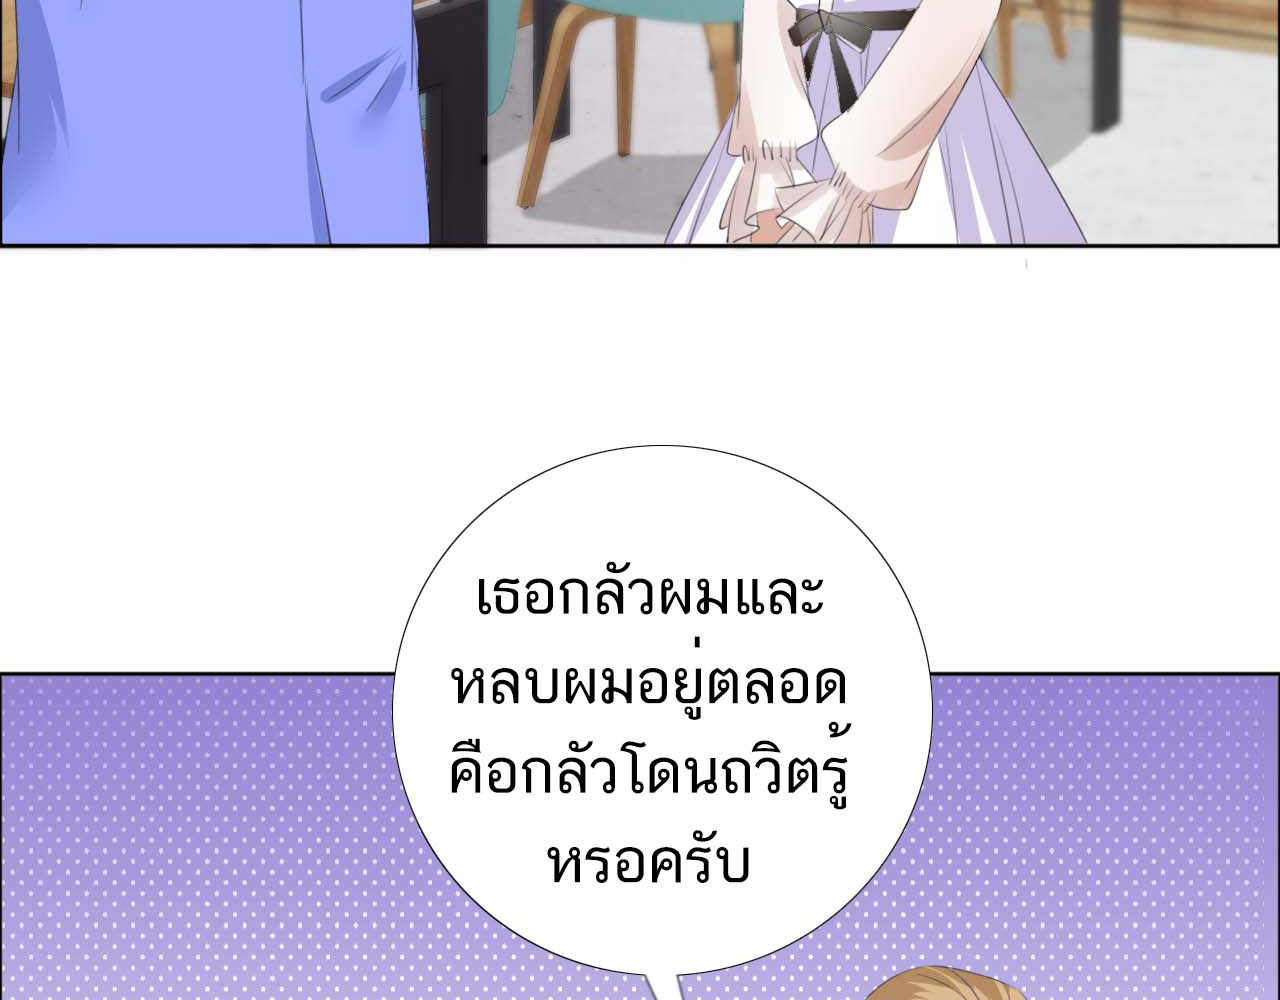 เธอกลัวผมและ
หลบผมอยู่ตลอด
คือกลัวโดนถวิตรู้
หรอครับ